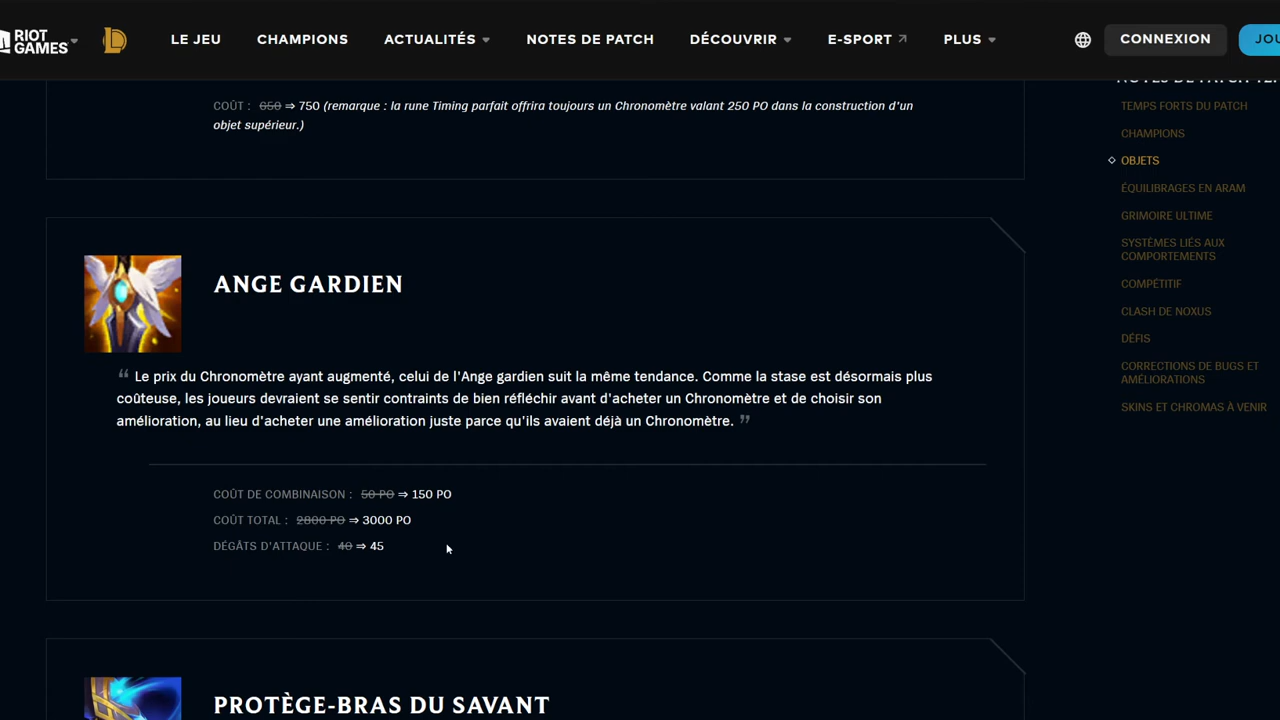 RIOT GAMES
LE JEU
CHAMPIONS
ACTUALITÉS
NOTES DE PATCH
DÉCOUVRIR
E-SPORT
PLUS
CONNEXION
COÛT : 650 ⇒ 750 (remarque : la rune Timing parfait offrira toujours un Chronomètre valant 250 PO dans la construction d'un
objet supérieur.)
ANGE GARDIEN
“ Le prix du Chronomètre ayant augmenté, celui de l'Ange gardien suit la même tendance. Comme la stase est désormais plus
coûteuse, les joueurs devraient se sentir contraints de bien réfléchir avant d'acheter un Chronomètre et de choisir son
amélioration, au lieu d'acheter une amélioration juste parce qu'ils avaient déjà un Chronomètre. ”
COÛT DE COMBINAISON : 50 PO ⇒ 150 PO
COÛT TOTAL : 2800 PO ⇒ 3000 PO
DÉGÂTS D'ATTAQUE : 40 ⇒ 45
PROTÈGE-BRAS DU SAVANT
NOTES DE PATCH
TEMPS FORTS DU PATCH
CHAMPIONS
OBJETS
ÉQUILIBRAGES EN ARAM
GRIMOIRE ULTIME
SYSTÈMES LIÉS AUX
COMPORTEMENTS
COMPÉTITIF
CLASH DE NOXUS
DÉFIS
CORRECTIONS DE BUGS ET
AMÉLIORATIONS
SKINS ET CHROMAS À VENIR